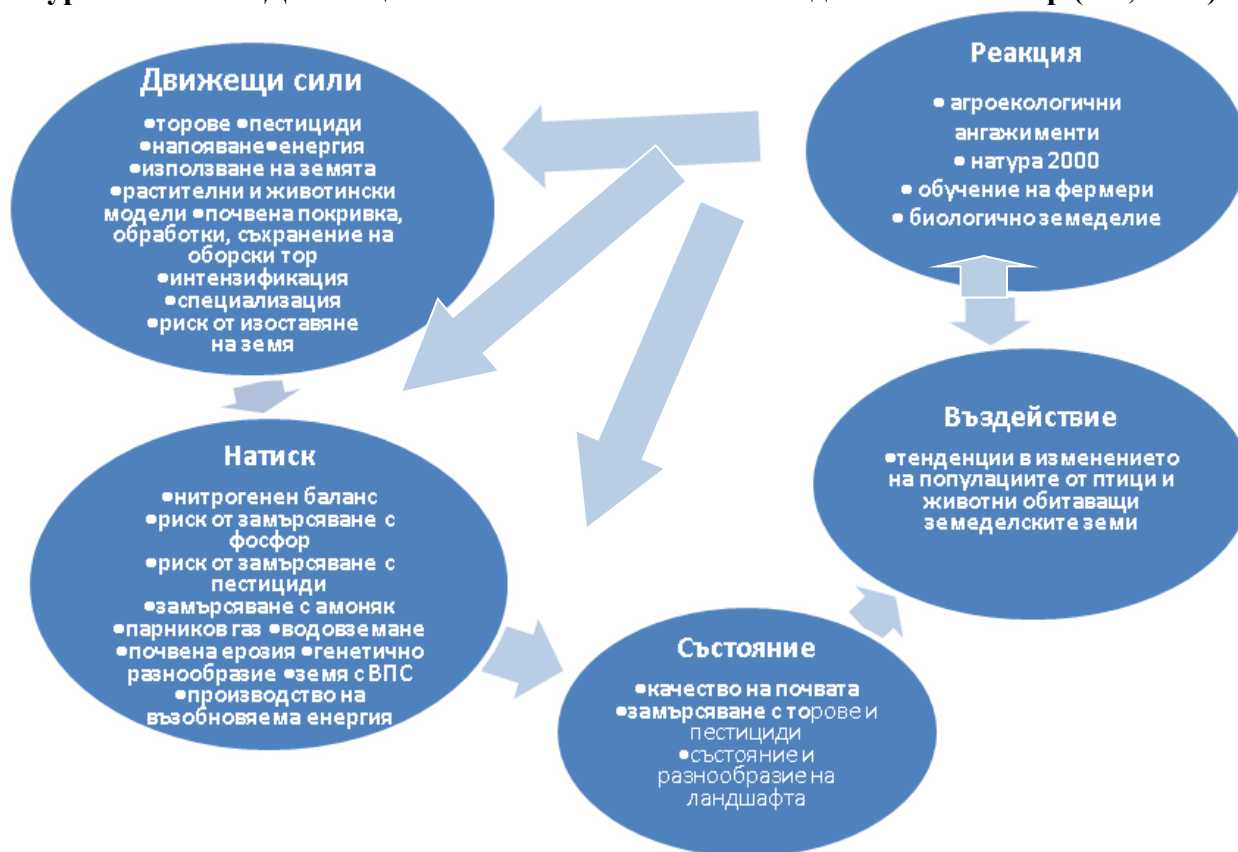 Движещи сили
•торове •пестициди
•напояване•енергия
•използване на земята
•растителни и животински
модели •почвена покривка,
обработки, съхранение на
оборски тор
•интензификация
•специализация
•риск от изоставяне
на земя
Реакция
• агроекологични
ангажименти
• натура 2000
• обучение на фермери
• биологично земеделие
Натиск
•нитрогенен баланс
•риск от замърсяване с
фосфор
•риск от замърсяване с
пестициди
•замърсяване с амоняк
•парников газ •водовземане
•почвена ерозия •генетично
разнообразие •земя с ВПС
•производство на
възобновяема енергия
Състояние
•качество на почвата
•замърсяване с торове и
пестициди
•състояние и
разнообразие на
ландшафта
Въздействие
•тенденции в изменението
на популациите от птици и
животни обитаващи
земеделските земи